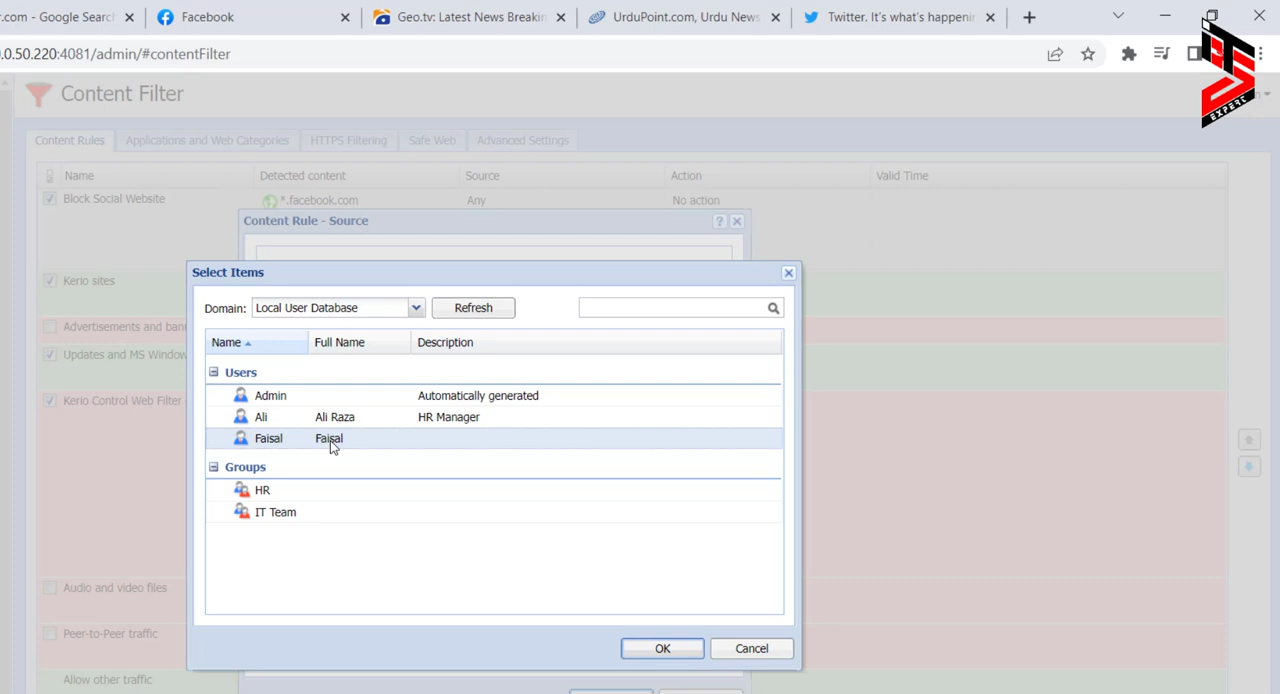 .com - Google Search
Facebook
Geo.tv: Latest News Breakin
UrduPoint.com, Urdu News
Twitter. It's what's happenin
.0.50.220:4081/admin/#contentFilter
ITS
EXPERT
Content Filter
Content Rules
Applications and Web Categories
HTTPS Filtering
Safe Web
Advanced Settings
Name
Detected content
Source
Action
Valid Time
Block Social Website
*.facebook.com
Any
No action
Content Rule - Source
Select Items
Kerio sites
Domain:
Local User Database
Refresh
Advertisements and ban
Name
Full Name
Description
Updates and MS Window
Users
Admin
Automatically generated
Kerio Control Web Filter
Ali
Ali Raza
HR Manager
Faisal
Faisal
Groups
HR
IT Team
Audio and video files
Peer-to-Peer traffic
OK
Cancel
Allow other traffic